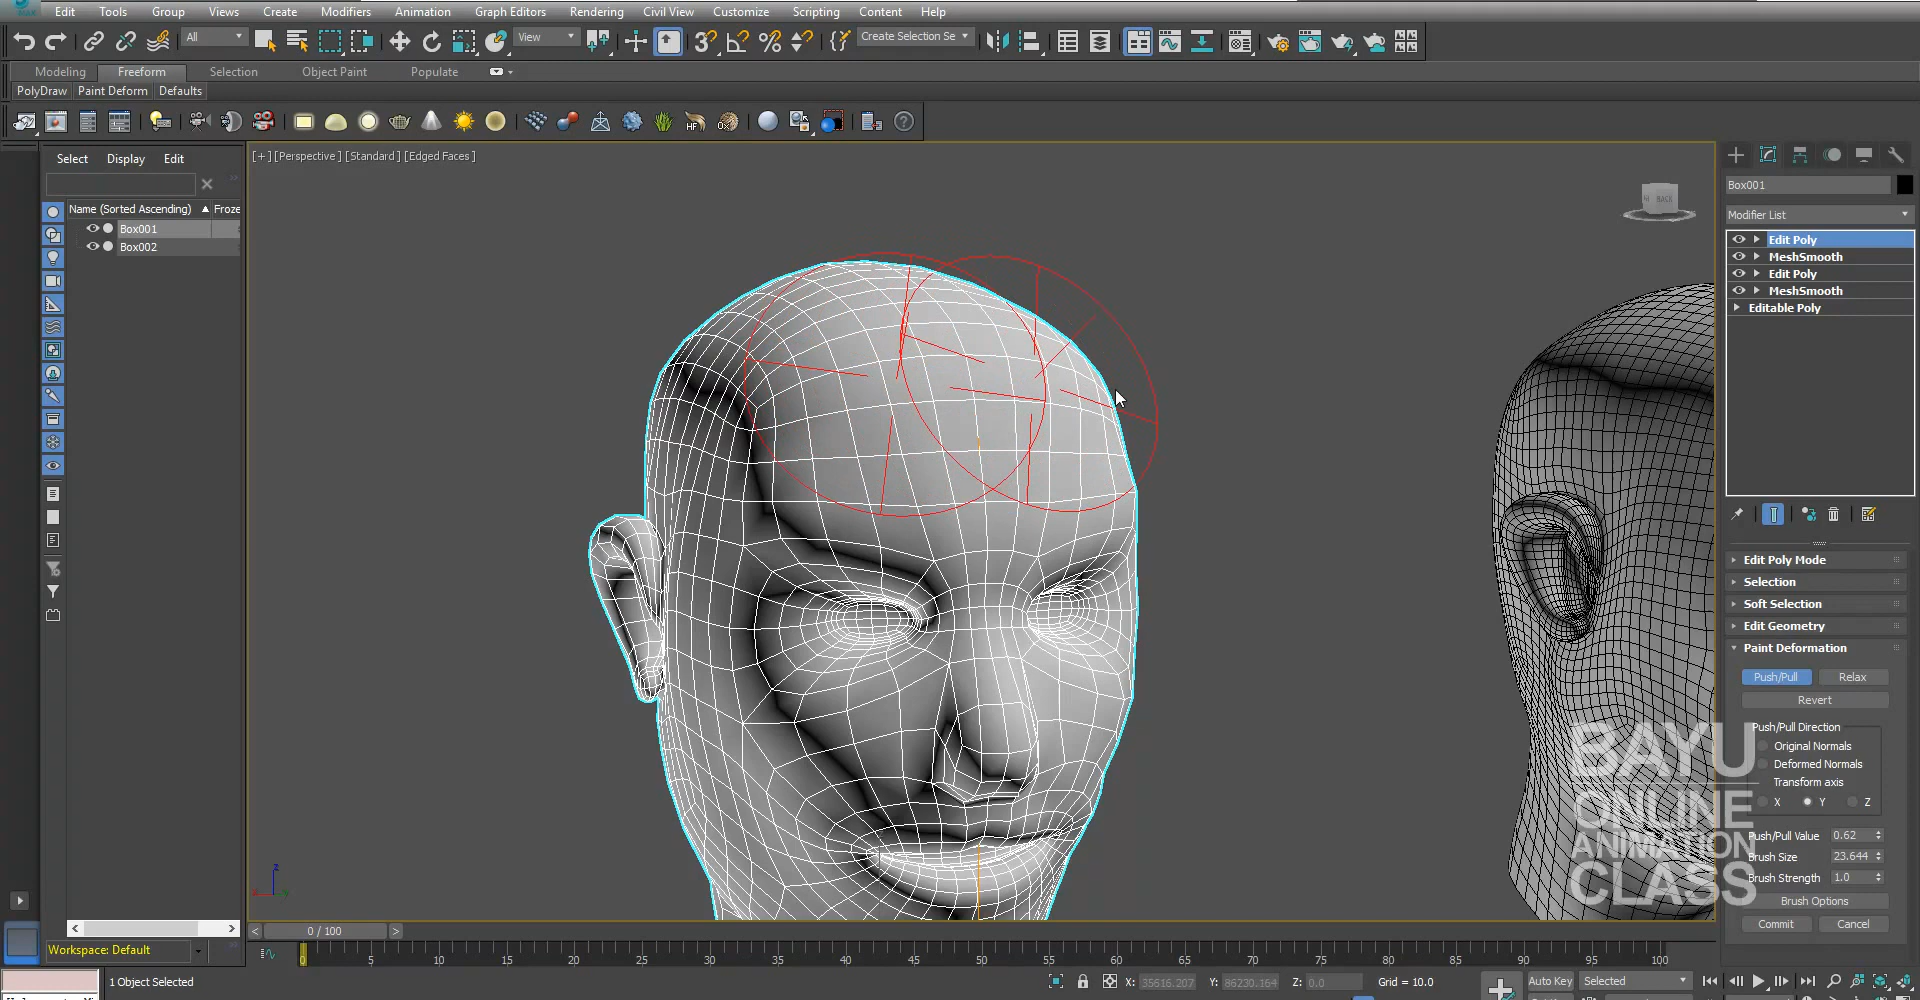 Edit Tools Group Views Create Modifiers Animation Graph Editors Rendering Civil View Customize Scripting Content Help
All View Create Selection Se
Modeling Freeform Selection Object Paint Populate
PolyDraw Paint Deform Defaults
Select Display Edit
Name (Sorted Ascending) Froze
Box001
Box002
[+] [Perspective] [Standard] [Edged Faces]
BACK
Box001
Modifier List
Edit Poly
MeshSmooth
Edit Poly
MeshSmooth
Editable Poly
Edit Poly Mode
Selection
Soft Selection
Edit Geometry
Paint Deformation
Push/Pull Relax
Revert
Push/Pull Direction
Original Normals
Deformed Normals
Transform axis
X Y Z
Push/Pull Value 0.62
Brush Size 23.644
Brush Strength 1.0
Brush Options
Commit Cancel
BAYU
ONLINE
ANIMATION
CLASS
z
0 / 100
Workspace: Default
0 5 10 15 20 25 30 35 40 45 50 55 60 65 70 75 80 85 90 95 100
1 Object Selected X: 35616.207 Y: 86230.164 Z: 0.0 Grid = 10.0 Auto Key Selected